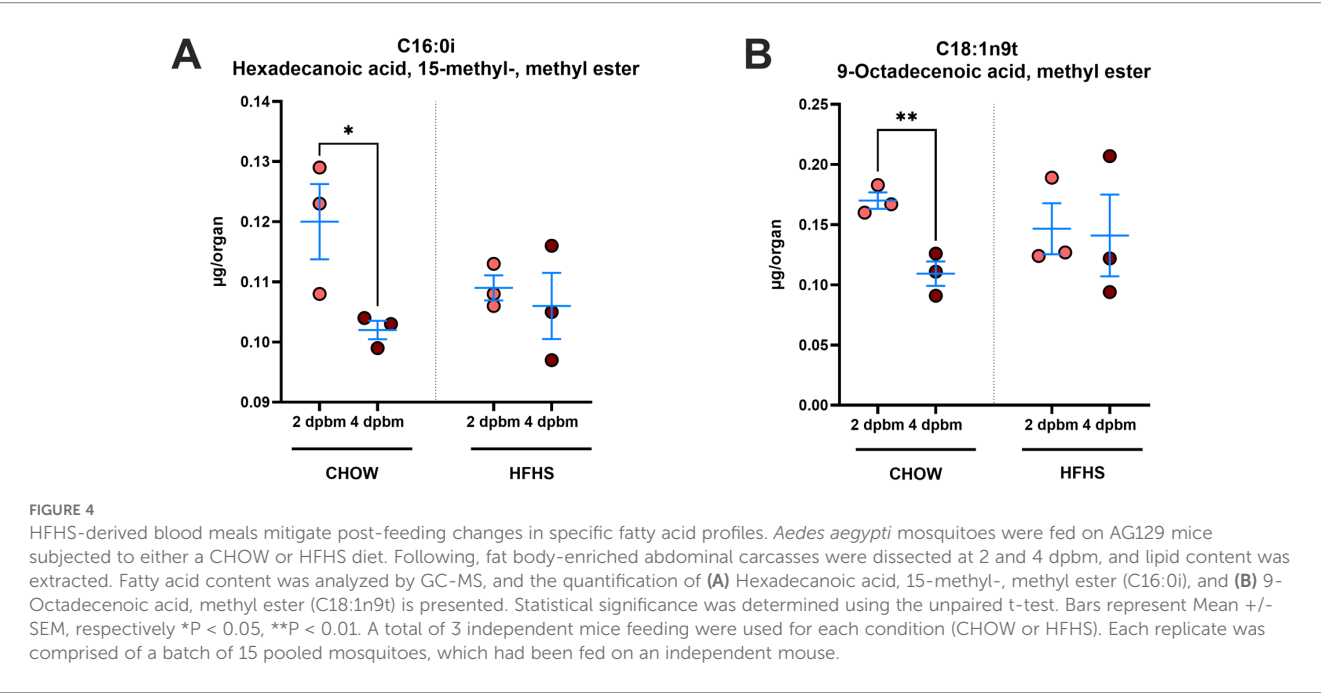 A
C16:0i
Hexadecanoic acid, 15-methyl-, methyl ester
µg/organ
0.14
0.13
0.12
0.11
0.10
0.09
*
2 dpbm 4 dpbm
2 dpbm 4 dpbm
CHOW
HFHS
B
C18:1n9t
9-Octadecenoic acid, methyl ester
µg/organ
0.25
0.20
0.15
0.10
0.05
0.00
**
2 dpbm 4 dpbm
2 dpbm 4 dpbm
CHOW
HFHS
FIGURE 4
HFHS-derived blood meals mitigate post-feeding changes in specific fatty acid profiles. Aedes aegypti mosquitoes were fed on AG129 mice
subjected to either a CHOW or HFHS diet. Following, fat body-enriched abdominal carcasses were dissected at 2 and 4 dpbm, and lipid content was
extracted. Fatty acid content was analyzed by GC-MS, and the quantification of (A) Hexadecanoic acid, 15-methyl-, methyl ester (C16:0i), and (B) 9-
Octadecenoic acid, methyl ester (C18:1n9t) is presented. Statistical significance was determined using the unpaired t-test. Bars represent Mean +/-
SEM, respectively *P < 0.05, **P < 0.01. A total of 3 independent mice feeding were used for each condition (CHOW or HFHS). Each replicate was
comprised of a batch of 15 pooled mosquitoes, which had been fed on an independent mouse.